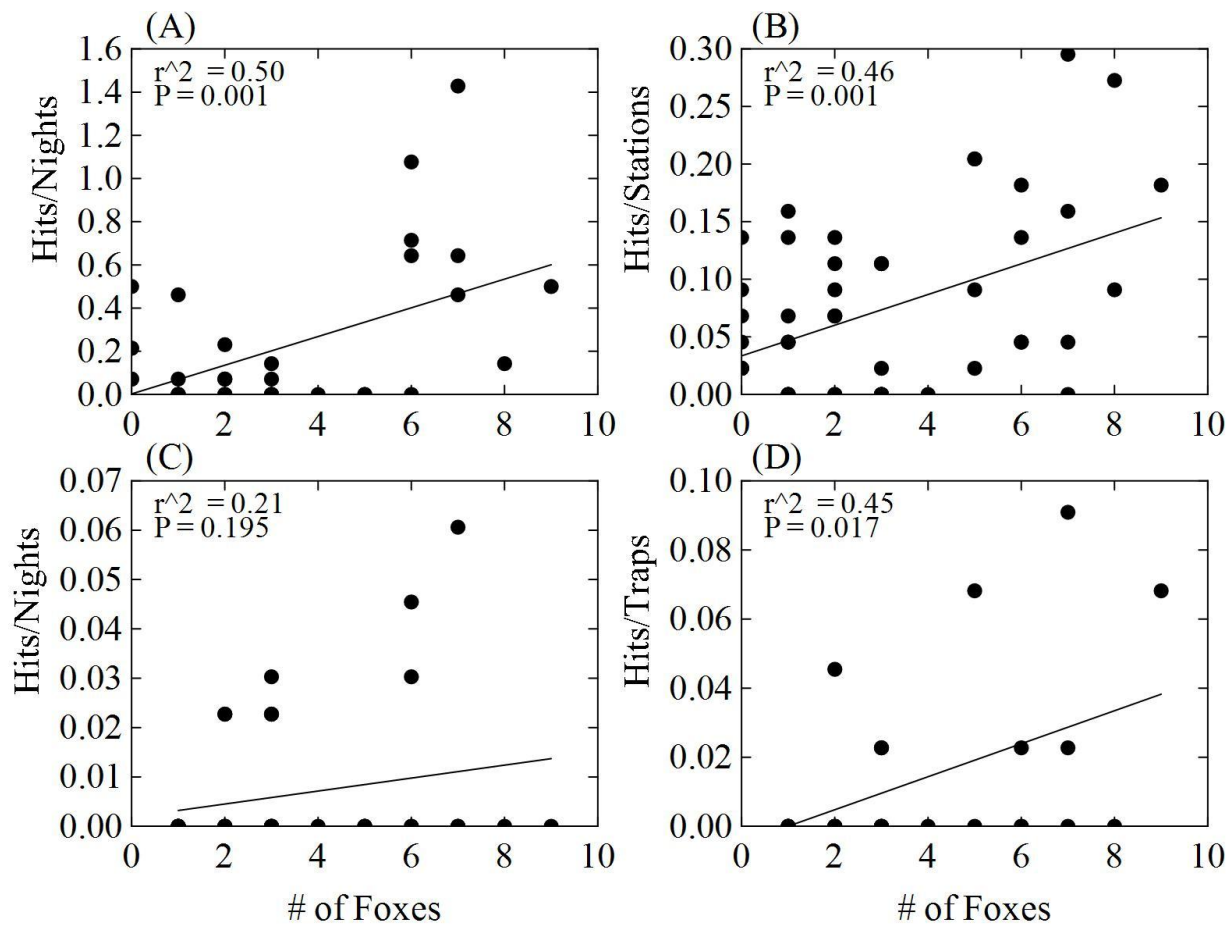 (A)
r^2 = 0.50
P = 0.001
Hits/Nights
1.6
1.4
1.2
1.0
0.8
0.6
0.4
0.2
0.0
0 2 4 6 8 10
(B)
r^2 = 0.46
P = 0.001
Hits/Stations
0.30
0.25
0.20
0.15
0.10
0.05
0.00
0 2 4 6 8 10
(C)
r^2 = 0.21
P = 0.195
Hits/Nights
0.07
0.06
0.05
0.04
0.03
0.02
0.01
0.00
0 2 4 6 8 10
# of Foxes
(D)
r^2 = 0.45
P = 0.017
Hits/Traps
0.10
0.08
0.06
0.04
0.02
0.00
0 2 4 6 8 10
# of Foxes